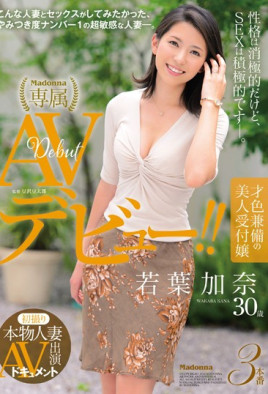 こんな人妻とセックスがしてみたかった。
やみつき度ナンバー1の超敏感な人妻―。
性格は消極的だけど、
SEXは積極的です―。
Madonna
専属
AV
Debut
デビュー!!
才色兼備の
美人受付嬢
若葉加奈
WAKABA KANA
30歳
初撮り
本物人妻
AV出演
ドキュメント
Madonna
3本番